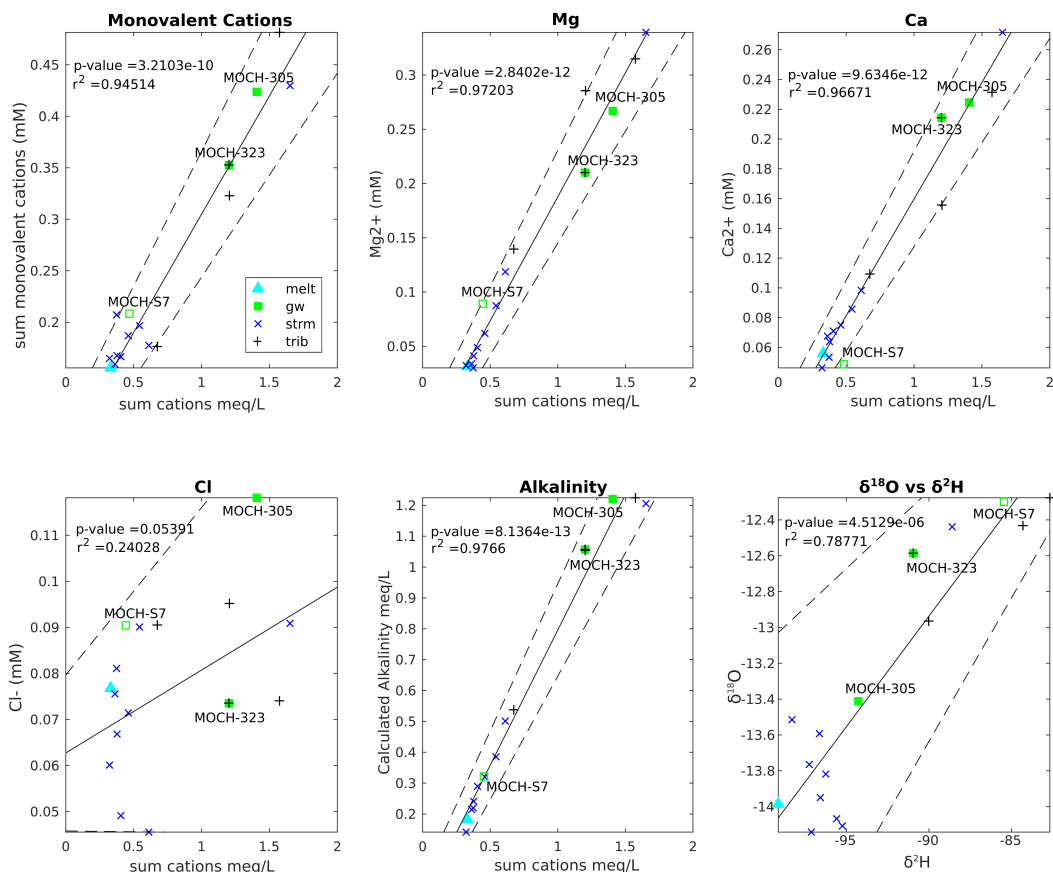 Monovalent Cations
p-value =3.2103e-10
r2 =0.94514
MOCH-305
MOCH-323
MOCH-S7
melt
gw
strm
trib
0.45
0.4
0.35
0.3
0.25
0.2
0 0.5 1 1.5 2
sum cations meq/L
sum monovalent cations (mM)
Mg
p-value =2.8402e-12
r2 =0.97203
MOCH-305
MOCH-323
MOCH-S7
0.3
0.25
0.2
0.15
0.1
0.05
0 0.5 1 1.5 2
sum cations meq/L
Mg2+ (mM)
Ca
p-value =9.6346e-12
r2 =0.96671
MOCH-305
MOCH-323
MOCH-S7
0.26
0.24
0.22
0.2
0.18
0.16
0.14
0.12
0.1
0.08
0.06
0 0.5 1 1.5 2
sum cations meq/L
Ca2+ (mM)
Cl
p-value =0.05391
r2 =0.24028
MOCH-305
MOCH-S7
MOCH-323
0.11
0.1
0.09
0.08
0.07
0.06
0.05
0 0.5 1 1.5 2
sum cations meq/L
Cl- (mM)
Alkalinity
p-value =8.1364e-13
r2 =0.9766
MOCH-305
MOCH-323
MOCH-S7
1.2
1.1
1
0.9
0.8
0.7
0.6
0.5
0.4
0.3
0.2
0 0.5 1 1.5 2
sum cations meq/L
Calculated Alkalinity meq/L
δ18O vs δ2H
p-value =4.5129e-06
r2 =0.78771
MOCH-S7
MOCH-323
MOCH-305
-12.4
-12.6
-12.8
-13
-13.2
-13.4
-13.6
-13.8
-14
-95 -90 -85
δ2H
δ18O